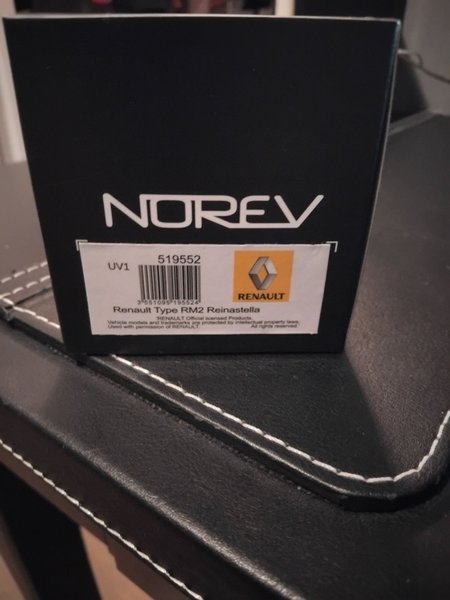 NOREV
519552
UV1
3 551095 195524
RENAULT
Renault Type RM2 Reinastella
"RENAULT Official licensed Products.
Vehicle models and trademarks are protected by intellectual property laws.
Used with permission of RENAULT. All rights reserved.